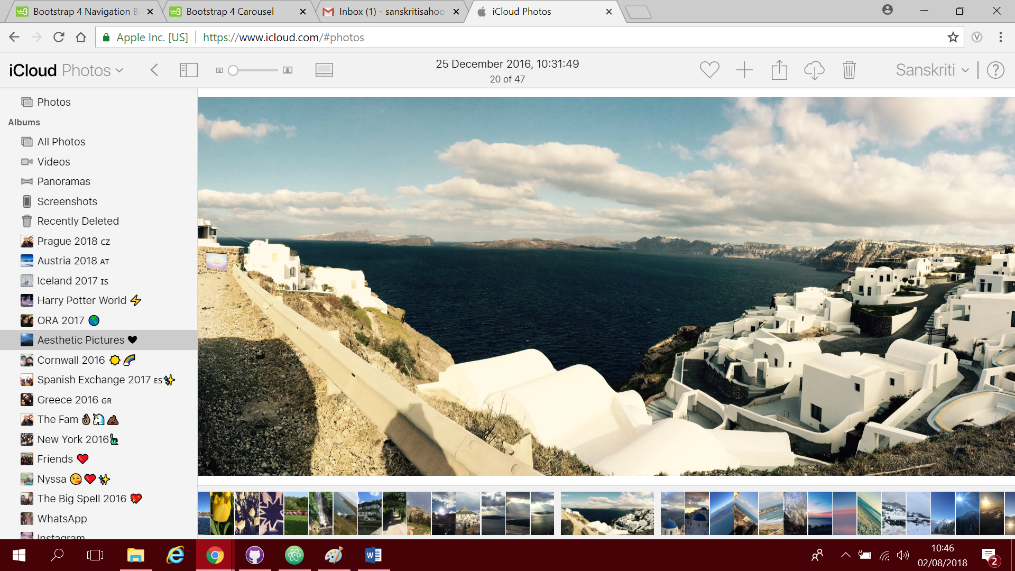 Bootstrap 4 Navigation B
Bootstrap 4 Carousel
Inbox (1) - sanskritisahoo
iCloud Photos
Apple Inc. [US] https://www.icloud.com/#photos
iCloud Photos
25 December 2016, 10:31:49
20 of 47
Sanskriti
Photos
Albums
All Photos
Videos
Panoramas
Screenshots
Recently Deleted
Prague 2018 CZ
Austria 2018 AT
Iceland 2017 IS
Harry Potter World ⚡
ORA 2017 🌍
Aesthetic Pictures ♥
Cornwall 2016 ☀🌈
Spanish Exchange 2017 ES✨
Greece 2016 GR
The Fam 👌🏿🐔💩
New York 2016🗽
Friends ❤
Nyssa 😘❤✨
The Big Spell 2016 💖
WhatsApp
Instagram
10:46
02/08/2018
2